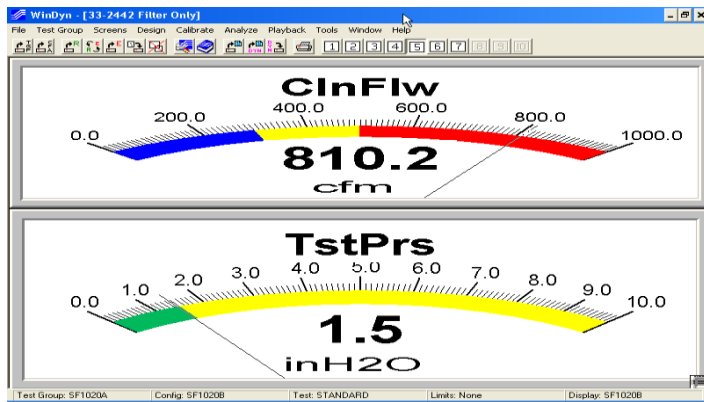 WinDyn - [33-2442 Filter Only]
File Test Group Screens Design Calibrate Analyze Playback Tools Window Help
1 2 3 4 5 6 7 8 9 10
ClnFlw
0.0 200.0 400.0 600.0 800.0 1000.0
810.2
cfm
TstPrs
0.0 1.0 2.0 3.0 4.0 5.0 6.0 7.0 8.0 9.0 10.0
1.5
inH2O
Test Group: SF1020A Config: SF1020B Test: STANDARD Limits: None Display: SF1020B